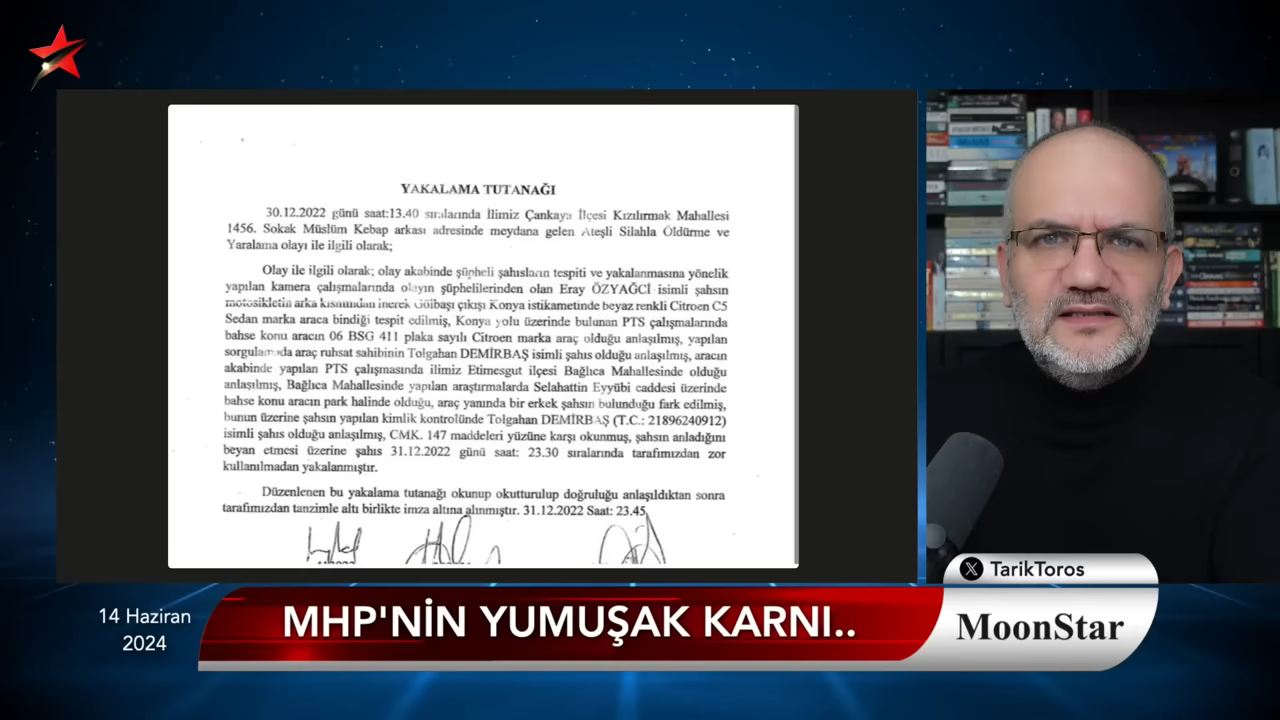 YAKALAMA TUTANAĞI
30.12.2022 günü saat:13.40 sıralarında İlimiz Çankaya İlçesi Kızılırmak Mahallesi
1456. Sokak Müslüm Kebap arkası adresinde meydana gelen Ateşli Silahla Öldürme ve
Yaralama olayı ile ilgili olarak;
Olay ile ilgili olarak; olay akabinde şüpheli şahısların tespiti ve yakalanmasına yönelik
yapılan kamera çalışmalarında olayın şüphelilerinden olan Eray ÖZYAĞCİ isimli şahsın
motosikletin arka kısmından inerek Gölbaşı çıkışı Konya istikametinde beyaz renkli Citroen C5
Sedan marka araca bindiği tespit edilmiş, Konya yolu üzerinde bulunan PTS çalışmalarında
bahse konu aracın 06 BSG 411 plaka sayılı Citroen marka araç olduğu anlaşılmış, yapılan
sorgulamada araç ruhsat sahibinin Tolgahan DEMİRBAŞ isimli şahıs olduğu anlaşılmış, aracın
akabinde yapılan PTS çalışmasında ilimiz Etimesgut ilçesi Bağlıca Mahallesinde olduğu
anlaşılmış, Bağlıca Mahallesinde yapılan araştırmalarda Selahattin Eyyübi caddesi üzerinde
bahse konu aracın park halinde olduğu, araç yanında bir erkek şahsın bulunduğu fark edilmiş,
bunun üzerine şahsın yapılan kimlik kontrolünde Tolgahan DEMİRBAŞ (T.C.: 21896240912)
isimli şahıs olduğu anlaşılmış, CMK. 147 maddeleri yüzüne karşı okunmuş, şahsın anladığını
beyan etmesi üzerine şahıs 31.12.2022 günü saat: 23.30 sıralarında tarafımızdan zor
kullanılmadan yakalanmıştır.
Düzenlenen bu yakalama tutanağı okunup okutturulup doğruluğu anlaşıldıktan sonra
tarafımızdan tanzimle altı birlikte imza altına alınmıştır. 31.12.2022 Saat: 23.45
TarikToros
14 Haziran
2024
MHP'NİN YUMUŞAK KARNI..
MoonStar